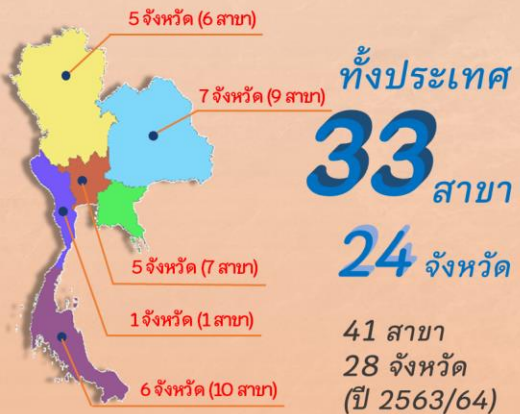 5 จังหวัด (6 สาขา)
7 จังหวัด (9 สาขา)
5 จังหวัด (7 สาขา)
1 จังหวัด (1 สาขา)
6 จังหวัด (10 สาขา)
ทั้งประเทศ
33 สาขา
24 จังหวัด
41 สาขา
28 จังหวัด
(ปี 2563/64)